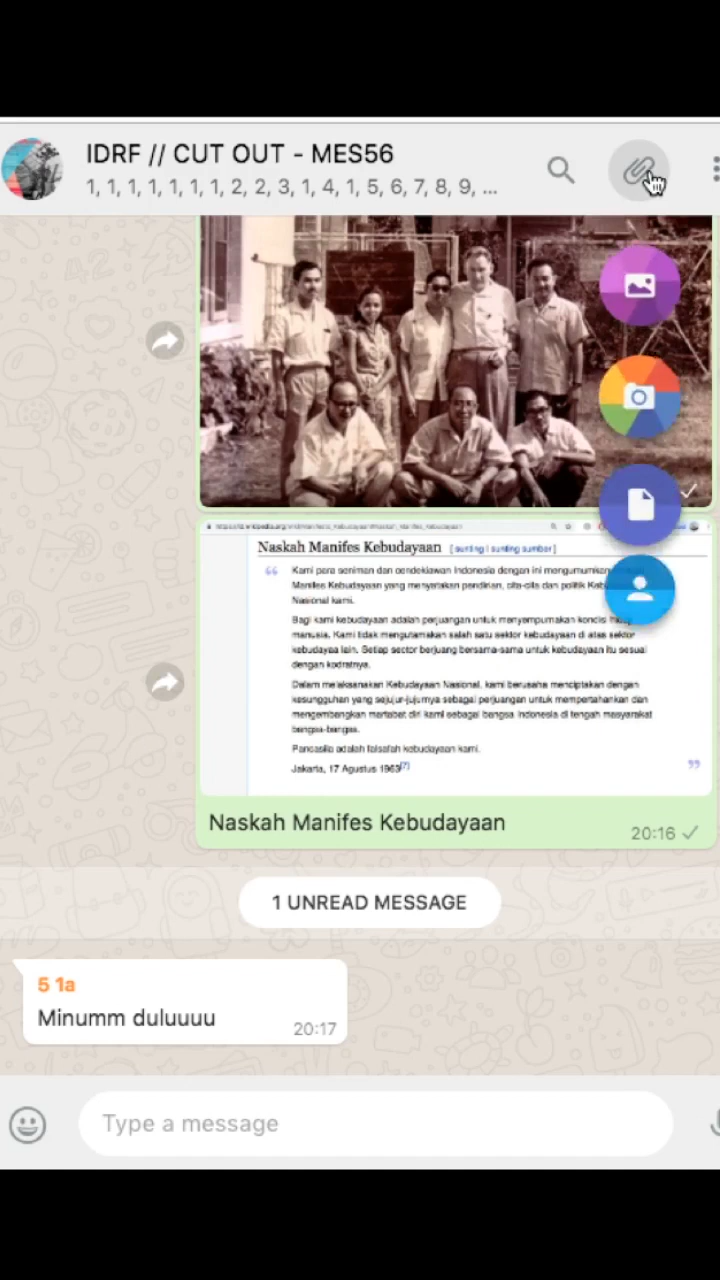 IDRF // CUT OUT - MES56
1, 1, 1, 1, 1, 1, 1, 2, 2, 3, 1, 4, 1, 5, 6, 7, 8, 9, ...
Naskah Manifes Kebudayaan [ sunting | sunting sumber ]
Kami para seniman dan cendekiawan Indonesia dengan ini mengumumkan
Manifes Kebudayaan yang menyatakan pendirian, cita-cita dan politik
Nasional kami.
Bagi kami kebudayaan adalah perjuangan untuk menyempurnakan kondisi hidup
manusia. Kami tidak mengutamakan salah satu sektor kebudayaan di atas sektor
kebudayaa lain. Setiap sector berjuang bersama-sama untuk kebudayaan itu sesuai
dengan kodratnya.
Dalam melaksanakan Kebudayaan Nasional, kami berusaha menciptakan dengan
kesungguhan yang sejujur-jujurnya sebagai perjuangan untuk mempertahankan dan
mengembangkan martabat diri kami sebagai bangsa Indonesia di tengah masyarakat
bangsa-bangsa.
Pancasila adalah falsafah kebudayaan kami.
Jakarta, 17 Agustus 1963[7]
Naskah Manifes Kebudayaan
20:16
1 UNREAD MESSAGE
5 1a
Minumm duluuuu
20:17
Type a message